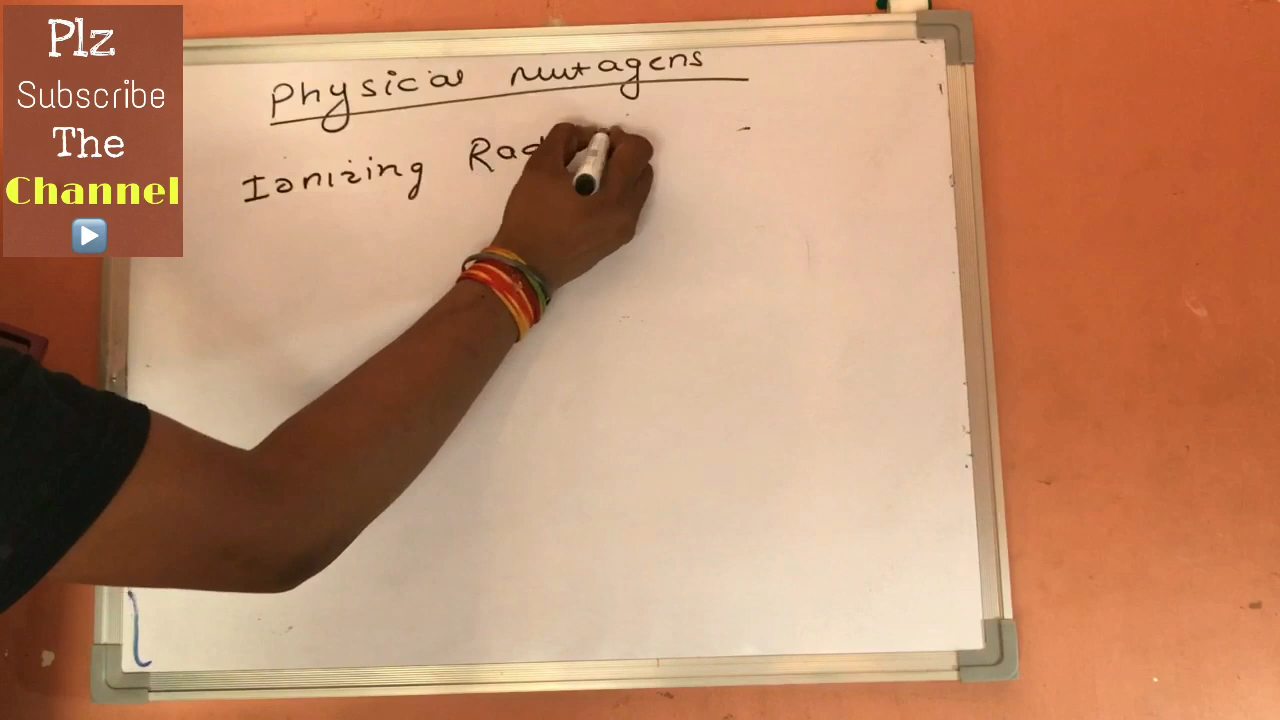 Plz
Subscribe
The
Channel
Physical Mutagens
Ionizing Rad